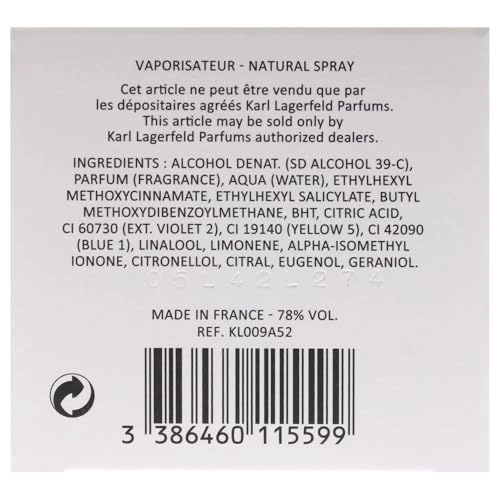 VAPORISATEUR - NATURAL SPRAY
Cet article ne peut être vendu que par
les dépositaires agréés Karl Lagerfeld Parfums.
This article may be sold only by
Karl Lagerfeld Parfums authorized dealers.
INGREDIENTS : ALCOHOL DENAT. (SD ALCOHOL 39-C),
PARFUM (FRAGRANCE), AQUA (WATER), ETHYLHEXYL
METHOXYCINNAMATE, ETHYLHEXYL SALICYLATE, BUTYL
METHOXYDIBENZOYLMETHANE, BHT, CITRIC ACID,
CI 60730 (EXT. VIOLET 2), CI 19140 (YELLOW 5), CI 42090
(BLUE 1), LINALOOL, LIMONENE, ALPHA-ISOMETHYL
IONONE, CITRONELLOL, CITRAL, EUGENOL, GERANIOL.
05L42L274
MADE IN FRANCE - 78% VOL.
REF. KL009A52
3 386460 115599